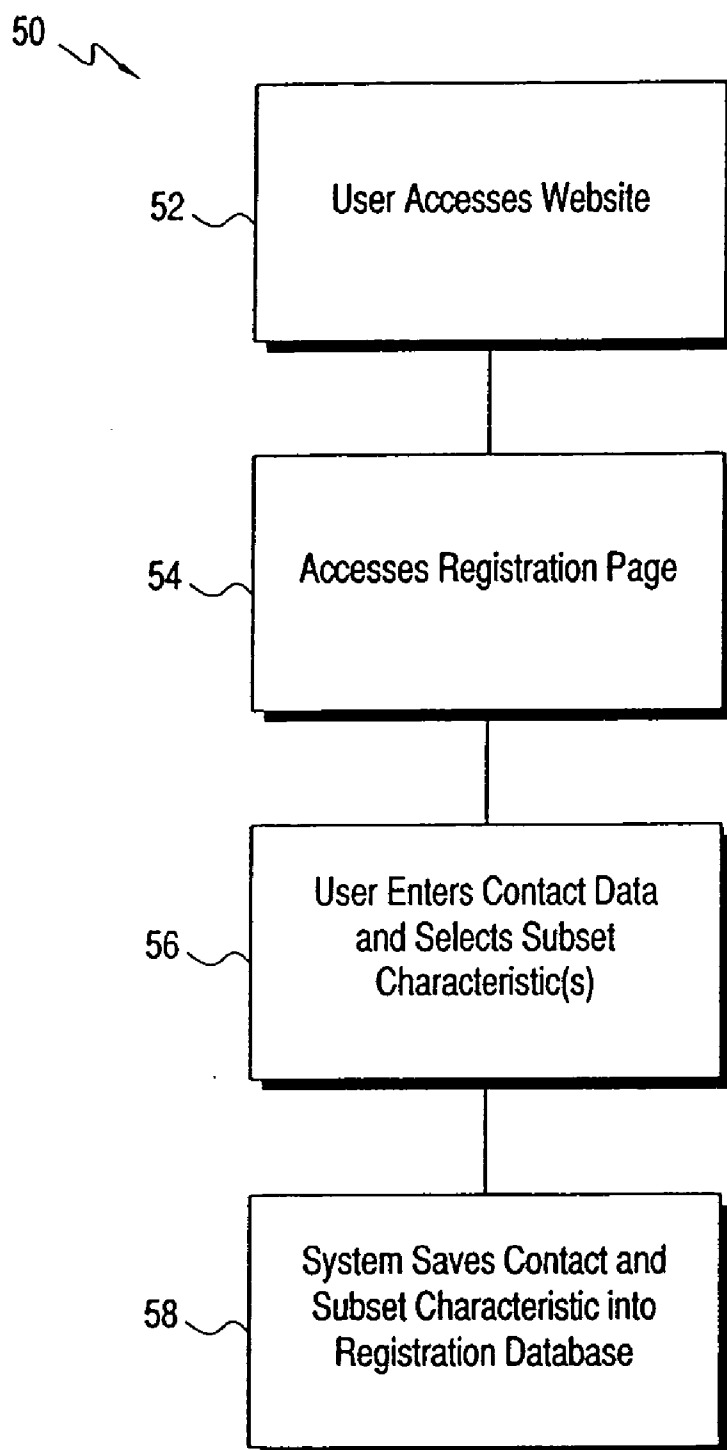 50
52
User Accesses Website
54
Accesses Registration Page
56
User Enters Contact Data
and Selects Subset
Characteristic(s)
58
System Saves Contact and
Subset Characteristic into
Registration Database